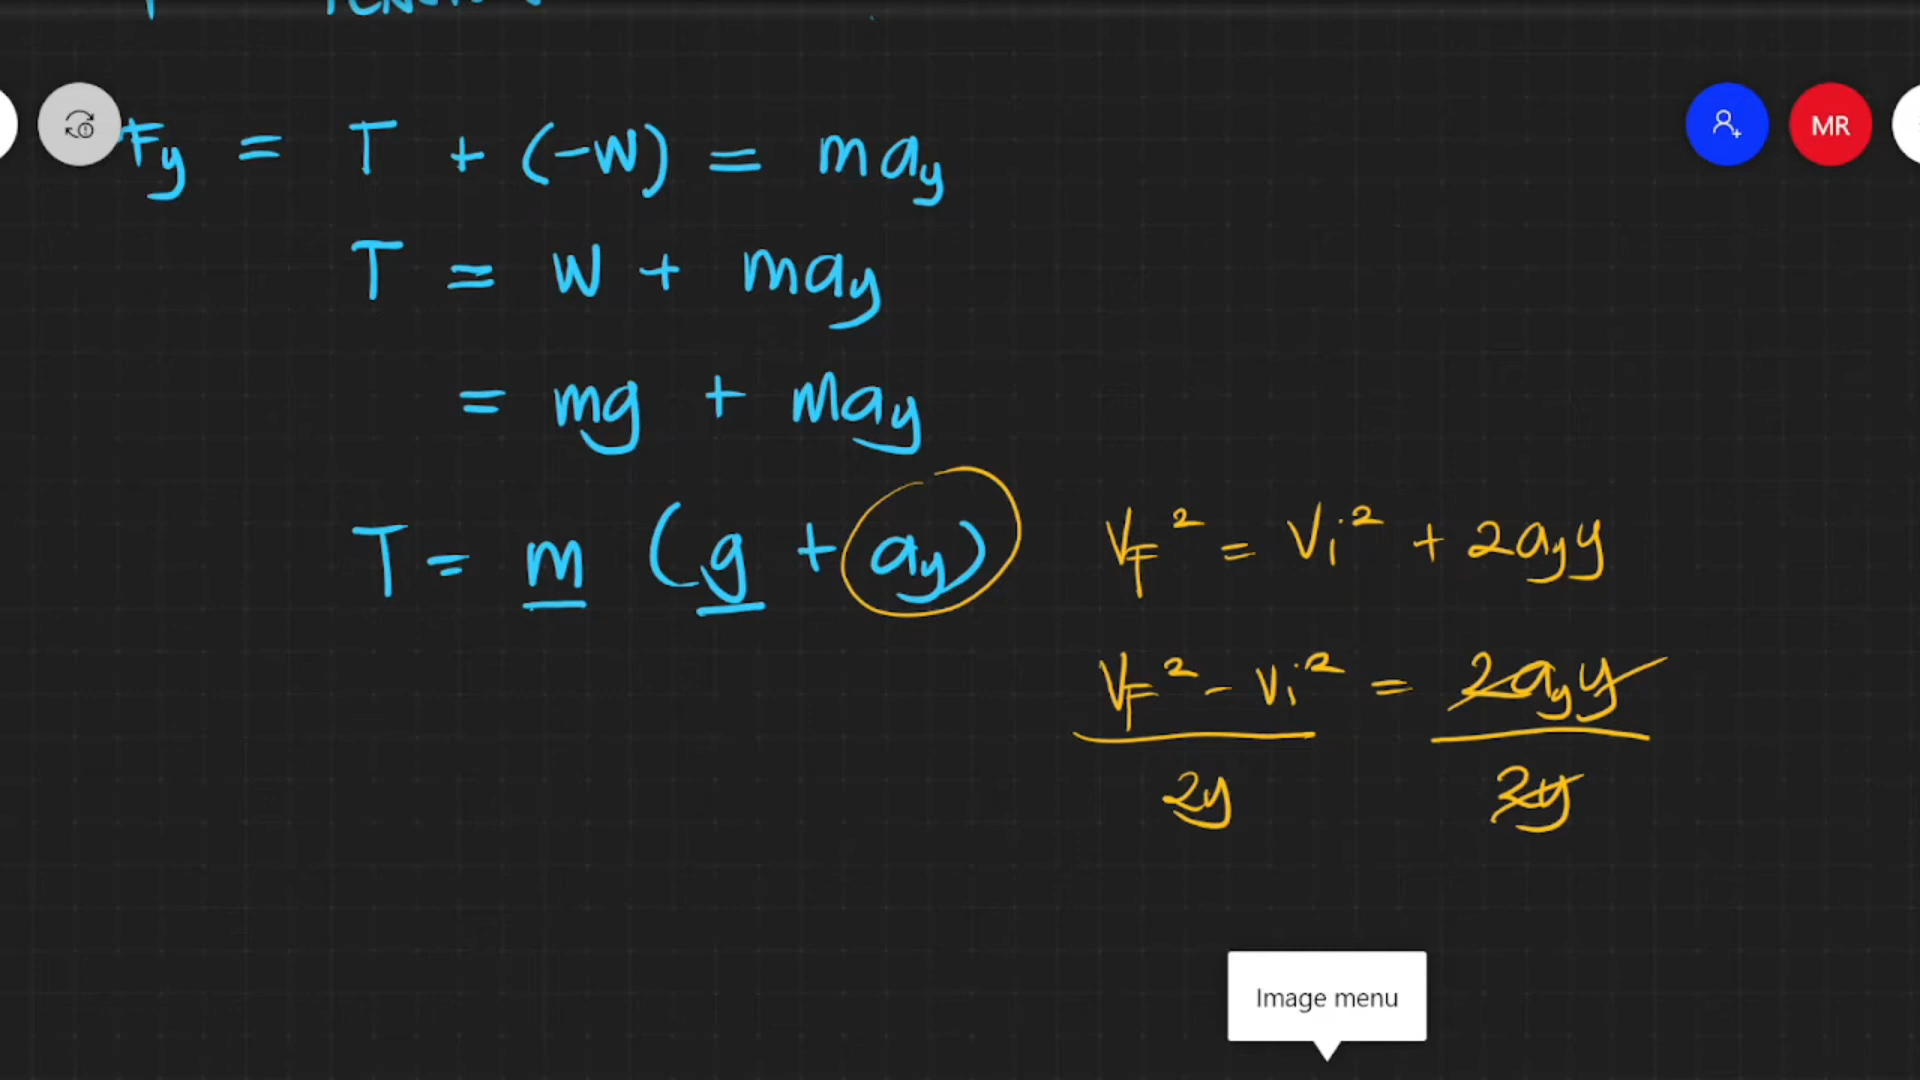 Fy = T + (-W) = may
MR
T = W + may
= mg + may
T = m (g + ay)
VF² = Vi² + 2ayy
VF² - Vi² = 2ayy
2y 2y
Image menu